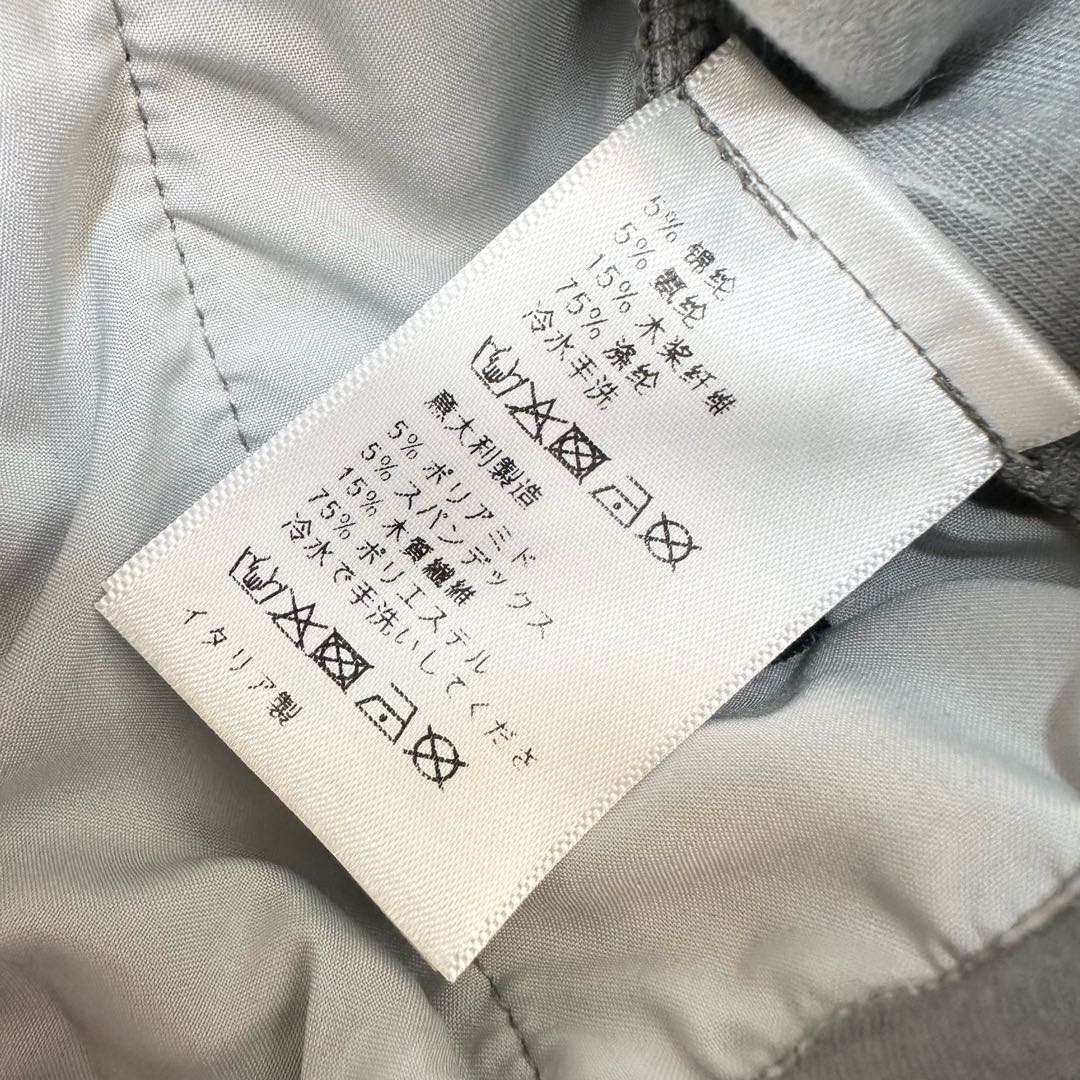 5% 锦纶
5% 氨纶
15% 木浆纤维
75% 涤纶
冷水手洗
意大利製造
5% ポリアミド
5% スパンデックス
15% 木質繊維
75% ポリエステル
冷水で手洗いしてくださ
イタリア製